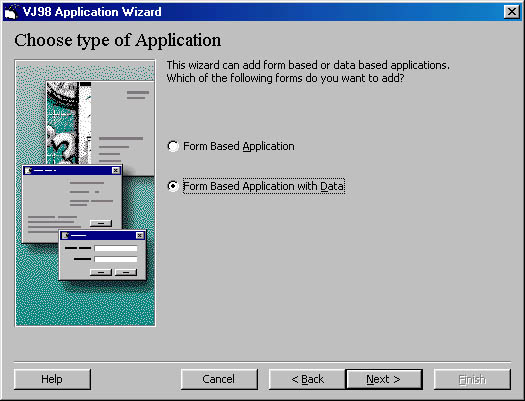 VJ98 Application Wizard
Choose type of Application
This wizard can add form based or data based applications.
Which of the following forms do you want to add?
Form Based Application
Form Based Application with Data
Help
Cancel
< Back
Next >
Finish